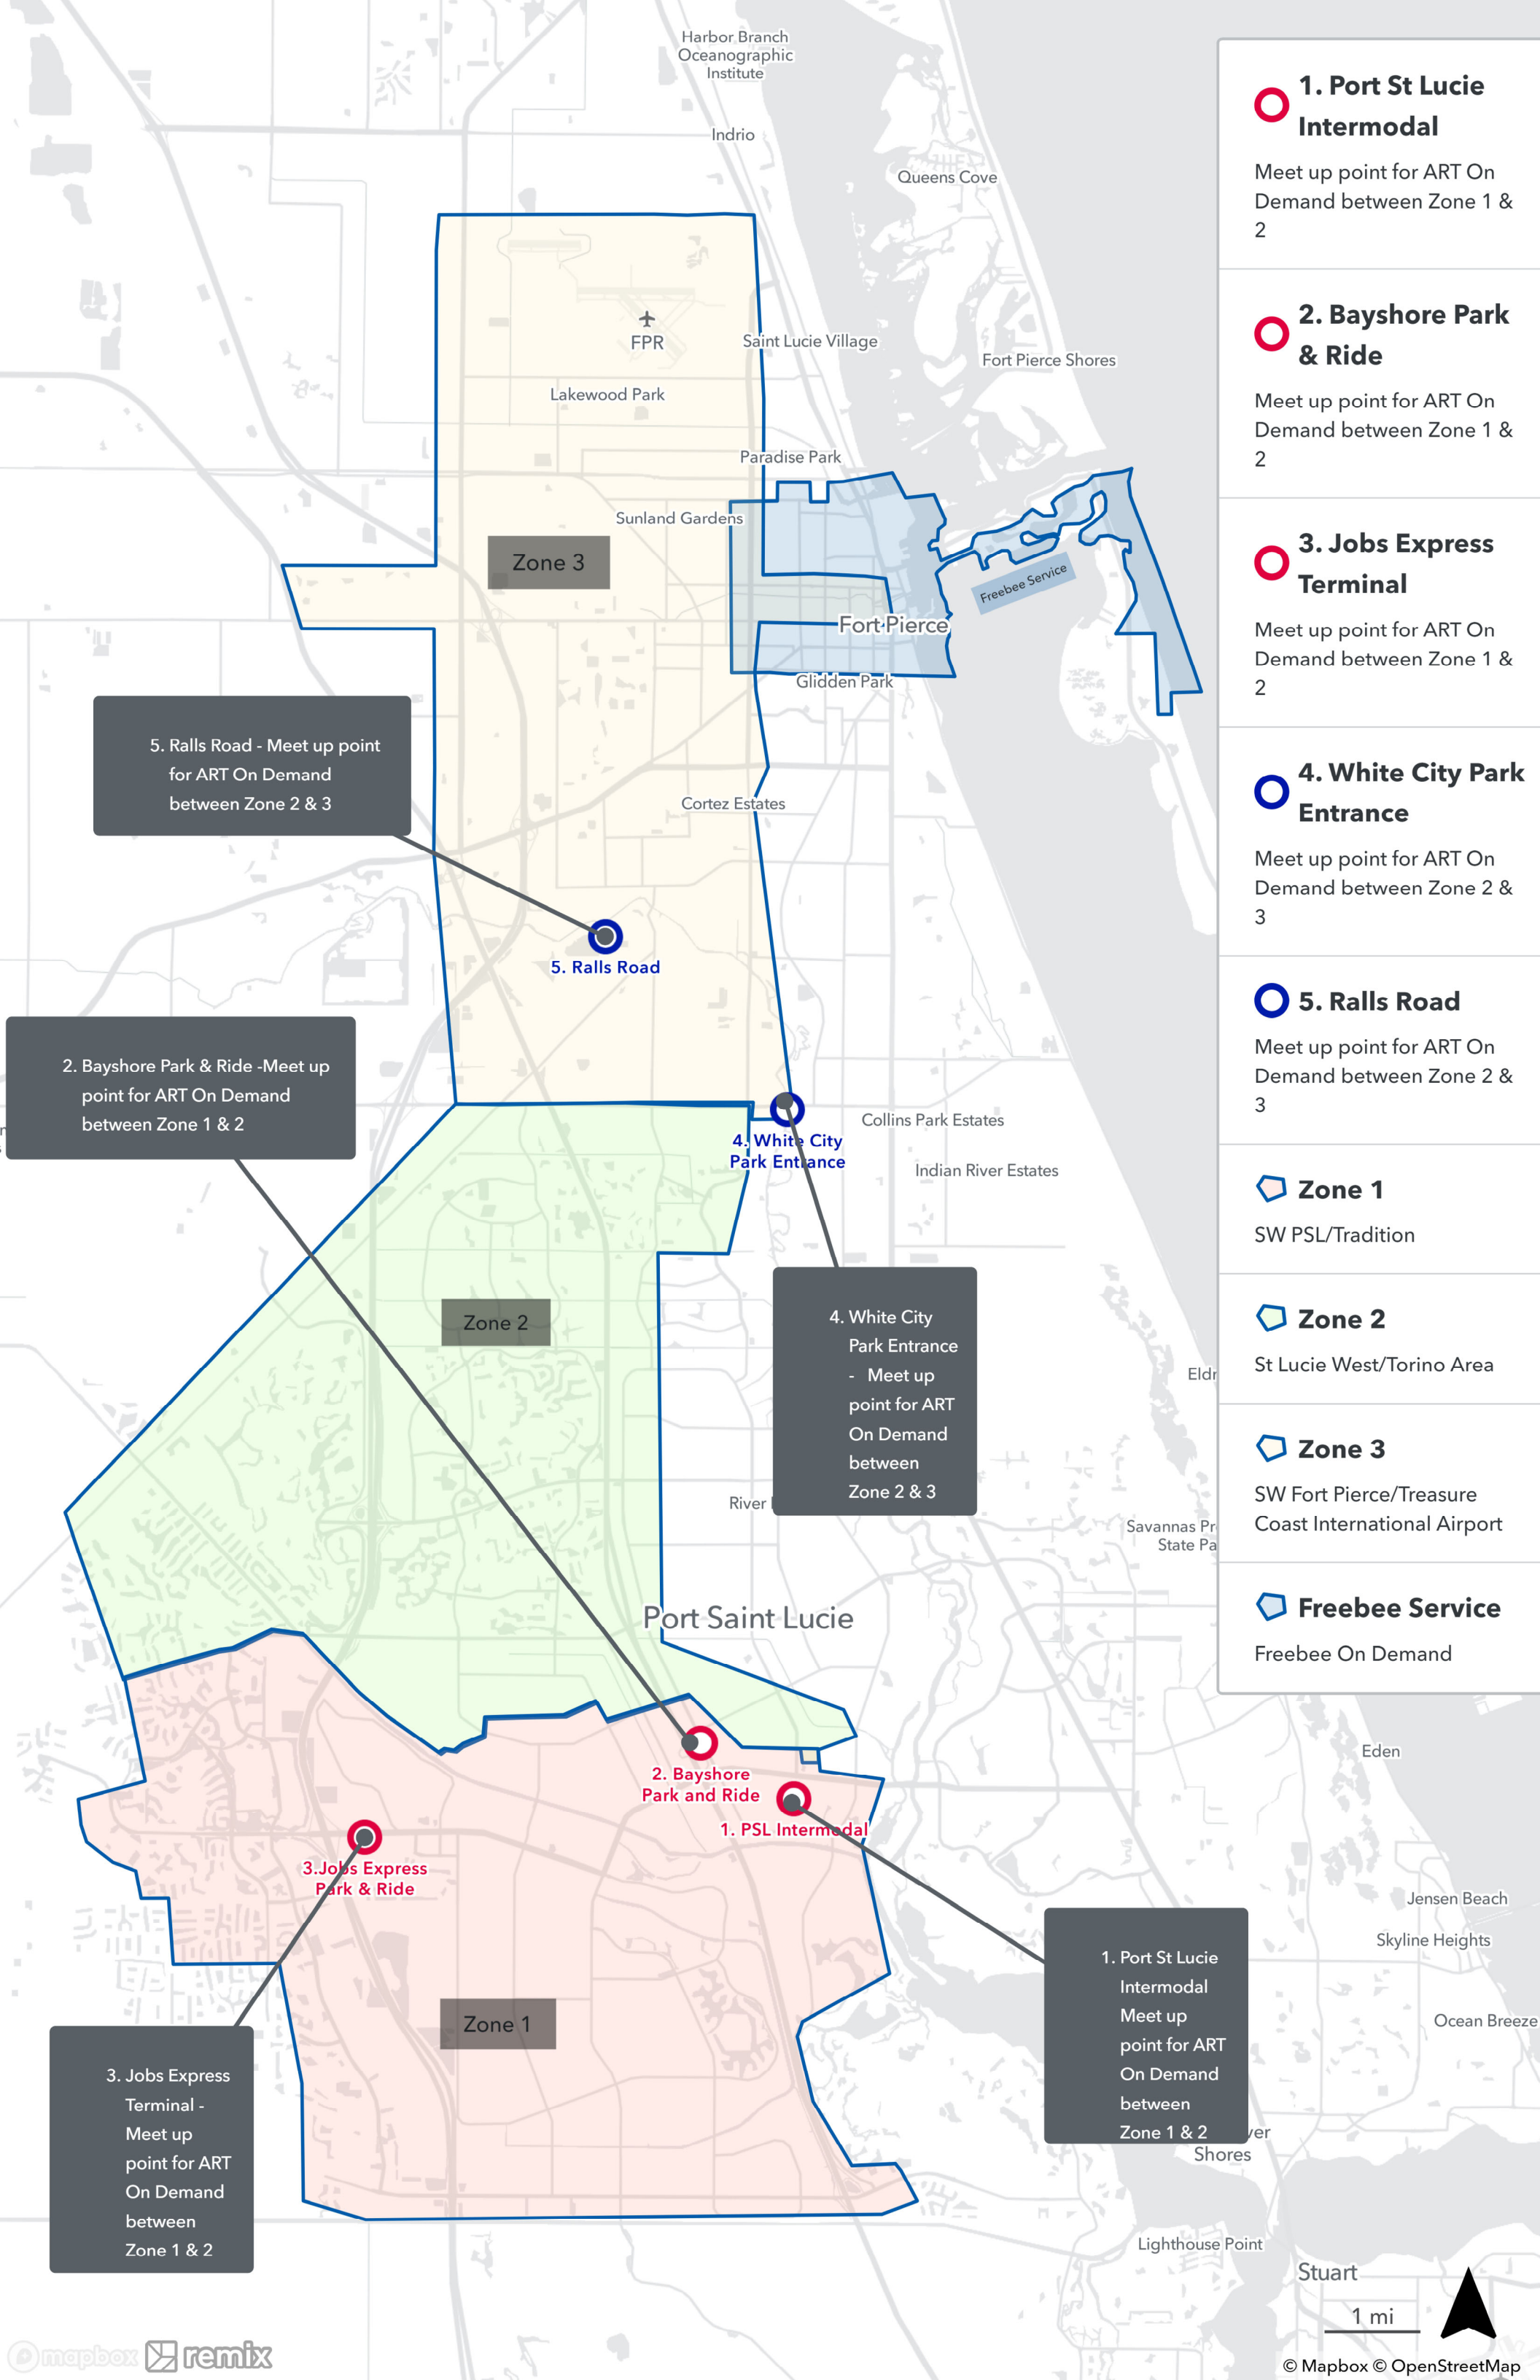 Harbor Branch
Oceanographic
Institute
Indrio
Queens Cove
FPR
Saint Lucie Village
Fort Pierce Shores
Lakewood Park
Paradise Park
Sunland Gardens
Zone 3
Freebee Service
Fort Pierce
Glidden Park
5. Ralls Road - Meet up point
for ART On Demand
between Zone 2 & 3
Cortez Estates
5. Ralls Road
2. Bayshore Park & Ride -Meet up
point for ART On Demand
between Zone 1 & 2
4. White City
Park Entrance
Collins Park Estates
Indian River Estates
Zone 2
4. White City
Park Entrance
- Meet up
point for ART
On Demand
between
Zone 2 & 3
River
Savannas
Port Saint Lucie
2. Bayshore
Park and Ride
1. PSL Intermodal
3.Jobs Express
Park & Ride
Eden
Jensen Beach
Skyline Heights
Ocean Breeze
Zone 1
1. Port St Lucie
Intermodal
Meet up
point for ART
On Demand
between
Zone 1 & 2
3. Jobs Express
Terminal -
Meet up
point for ART
On Demand
between
Zone 1 & 2
Shores
Lighthouse Point
Stuart
1 mi
mapbox remix
© Mapbox © OpenStreetMap
1. Port St Lucie
Intermodal
Meet up point for ART On
Demand between Zone 1 &
2
2. Bayshore Park
& Ride
Meet up point for ART On
Demand between Zone 1 &
2
3. Jobs Express
Terminal
Meet up point for ART On
Demand between Zone 1 &
2
4. White City Park
Entrance
Meet up point for ART On
Demand between Zone 2 &
3
5. Ralls Road
Meet up point for ART On
Demand between Zone 2 &
3
Zone 1
SW PSL/Tradition
Zone 2
St Lucie West/Torino Area
Zone 3
SW Fort Pierce/Treasure
Coast International Airport
Freebee Service
Freebee On Demand